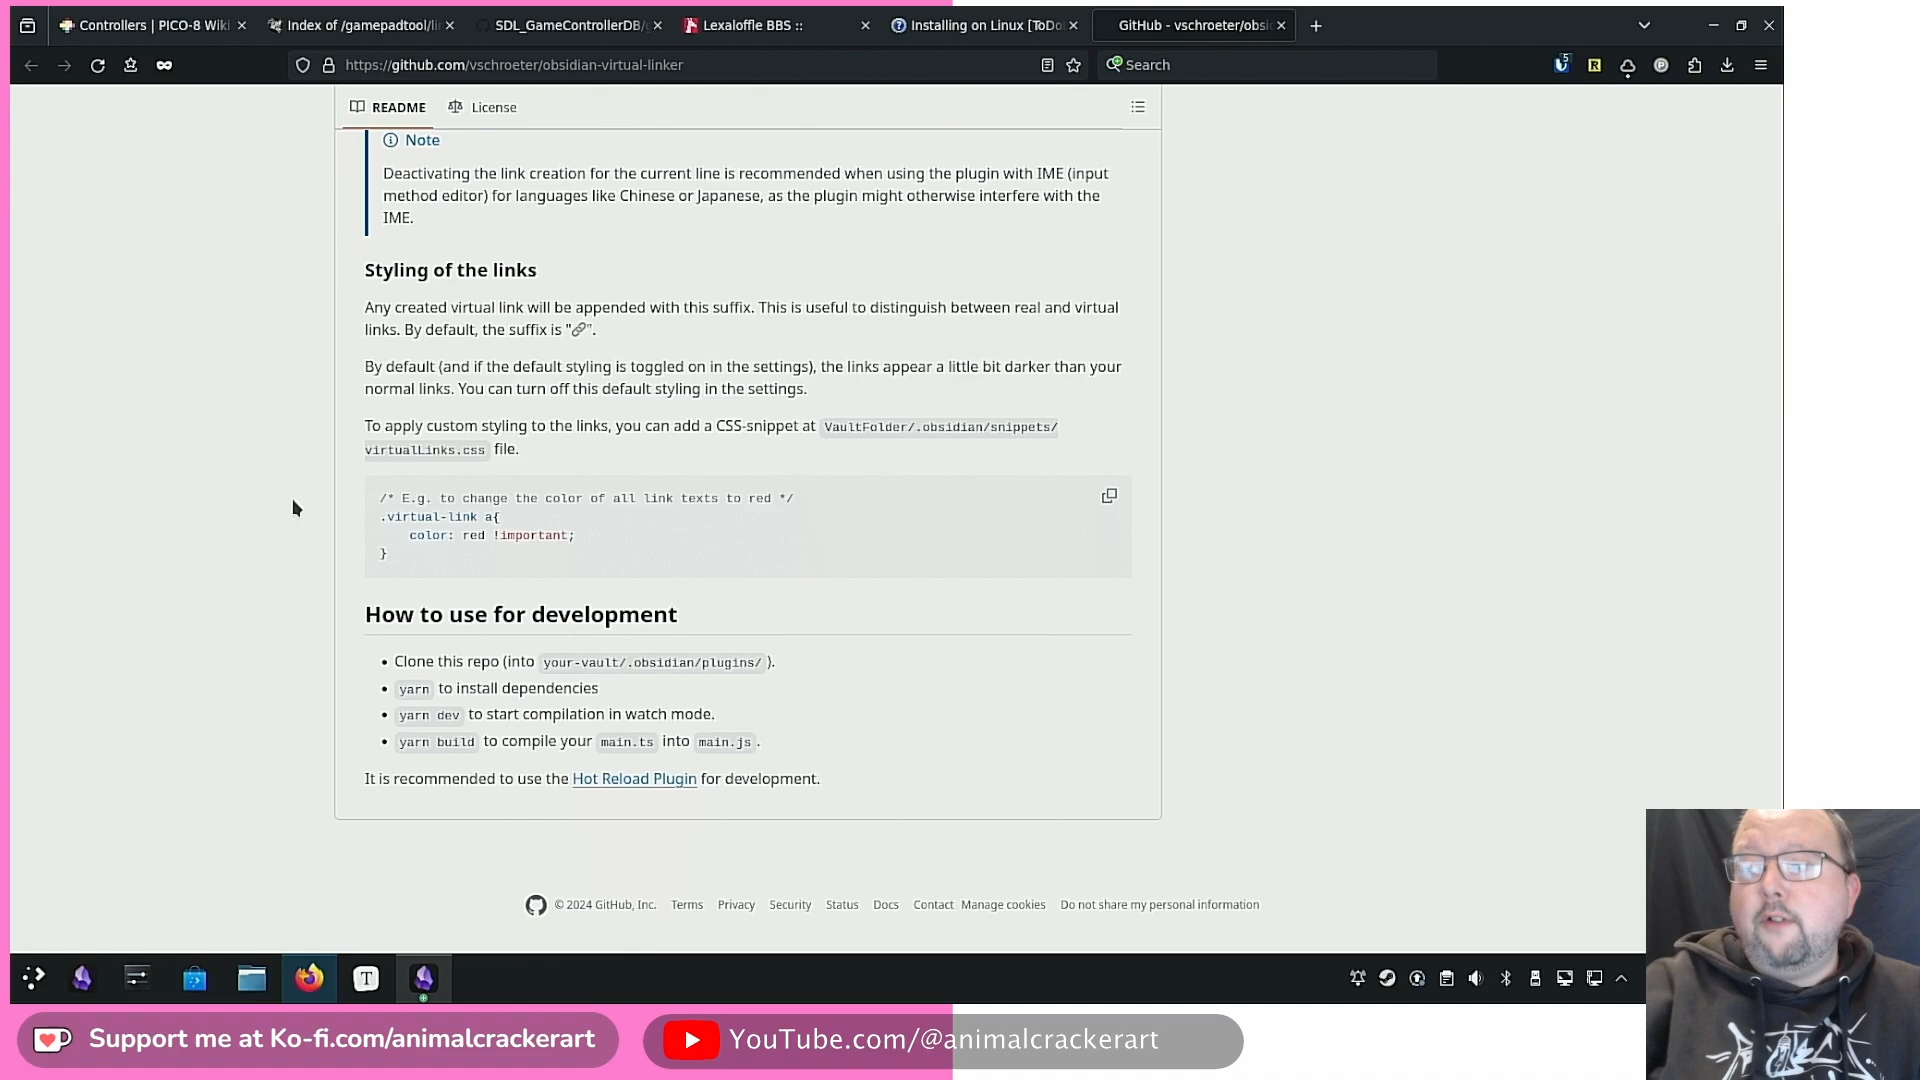 Controllers | PICO-8 Wiki
Index of /gamepadtool/li
SDL_GameControllerDB/
Lexaloffle BBS ::
Installing on Linux [ToDo
GitHub - vschroeter/obsi
https://github.com/vschroeter/obsidian-virtual-linker
Search
5
README
License
Note
Deactivating the link creation for the current line is recommended when using the plugin with IME (input
method editor) for languages like Chinese or Japanese, as the plugin might otherwise interfere with the
IME.
Styling of the links
Any created virtual link will be appended with this suffix. This is useful to distinguish between real and virtual
links. By default, the suffix is "🔗".
By default (and if the default styling is toggled on in the settings), the links appear a little bit darker than your
normal links. You can turn off this default styling in the settings.
To apply custom styling to the links, you can add a CSS-snippet at VaultFolder/.obsidian/snippets/
virtualLinks.css file.
/* E.g. to change the color of all link texts to red */
.virtual-link a{
color: red !important;
}
How to use for development
• Clone this repo (into your-vault/.obsidian/plugins/ ).
• yarn to install dependencies
• yarn dev to start compilation in watch mode.
• yarn build to compile your main.ts into main.js .
It is recommended to use the Hot Reload Plugin for development.
© 2024 GitHub, Inc. Terms Privacy Security Status Docs Contact Manage cookies Do not share my personal information
Support me at Ko-fi.com/animalcrackerart
YouTube.com/@animalcrackerart